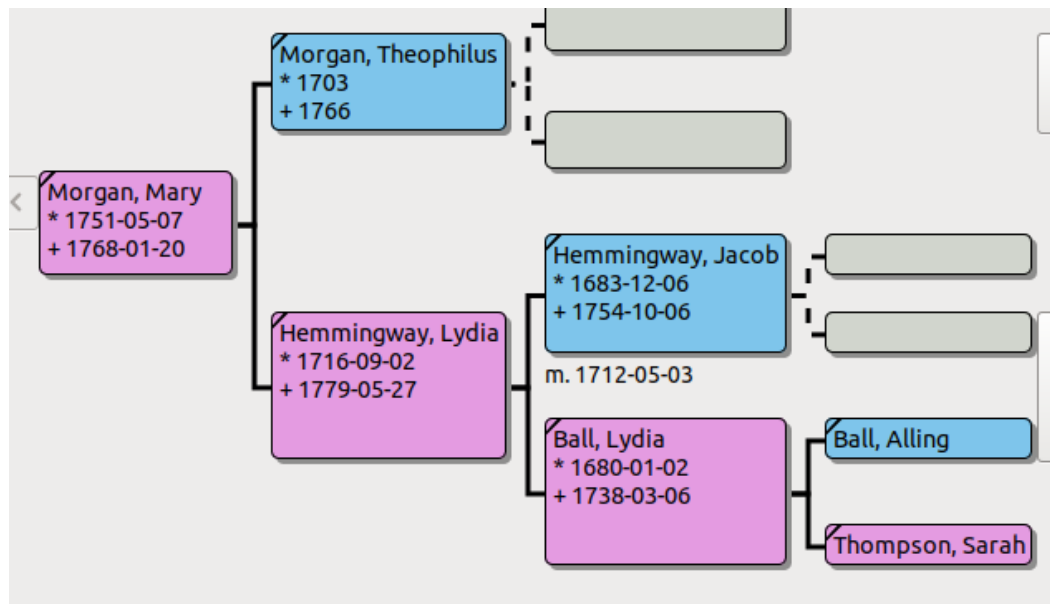 Morgan, Theophilus
* 1703
+ 1766
Morgan, Mary
* 1751-05-07
+ 1768-01-20
Hemmingway, Jacob
* 1683-12-06
+ 1754-10-06
Hemmingway, Lydia
* 1716-09-02
+ 1779-05-27
m. 1712-05-03
Ball, Lydia
* 1680-01-02
+ 1738-03-06
Ball, Alling
Thompson, Sarah